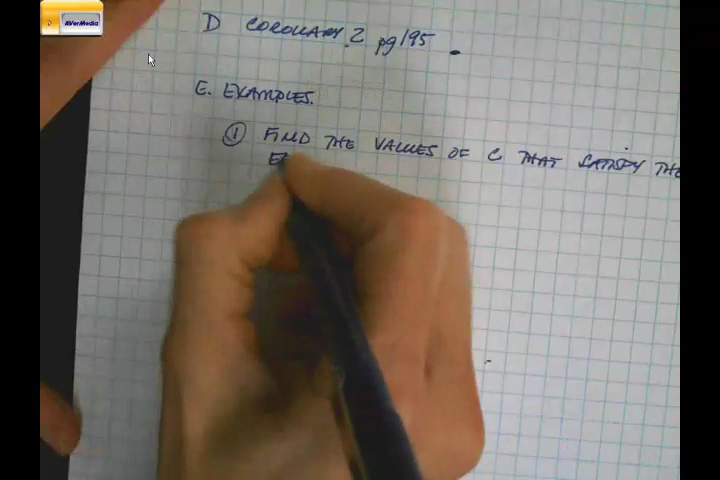 AVerMedia
D COROLLARY 2 pg 195.
E. EXAMPLES.
① FIND THE VALUES OF C THAT SATISFY THE